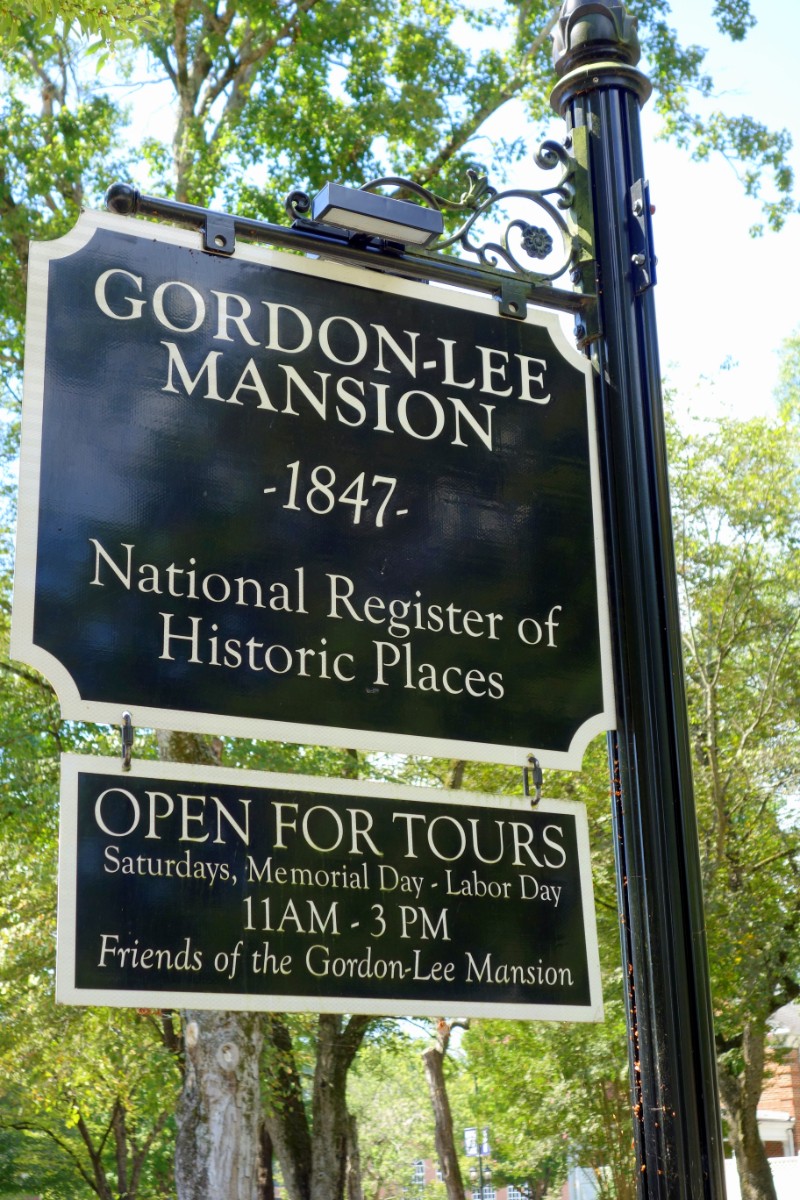 GORDON-LEE
MANSION
-1847-
National Register of
Historic Places
OPEN FOR TOURS
Saturdays, Memorial Day - Labor Day
11AM - 3 PM
Friends of the Gordon-Lee Mansion